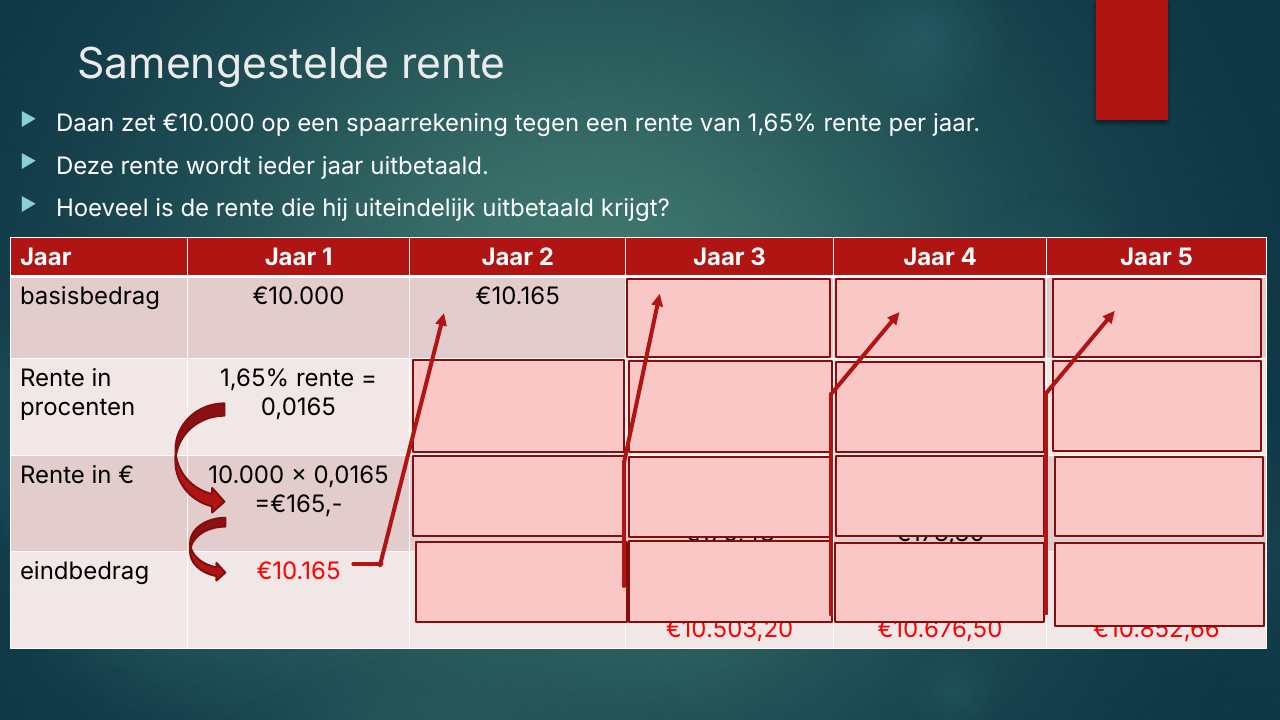 Samengestelde rente
Daan zet €10.000 op een spaarrekening tegen een rente van 1,65% rente per jaar.
Deze rente wordt ieder jaar uitbetaald.
Hoeveel is de rente die hij uiteindelijk uitbetaald krijgt?
Jaar Jaar 1 Jaar 2 Jaar 3 Jaar 4 Jaar 5
basisbedrag €10.000 €10.165
Rente in 1,65% rente =
procenten 0,0165
Rente in € 10.000 × 0,0165
=€165,-
eindbedrag €10.165
€10.503,20 €10.676,50 €10.852,66